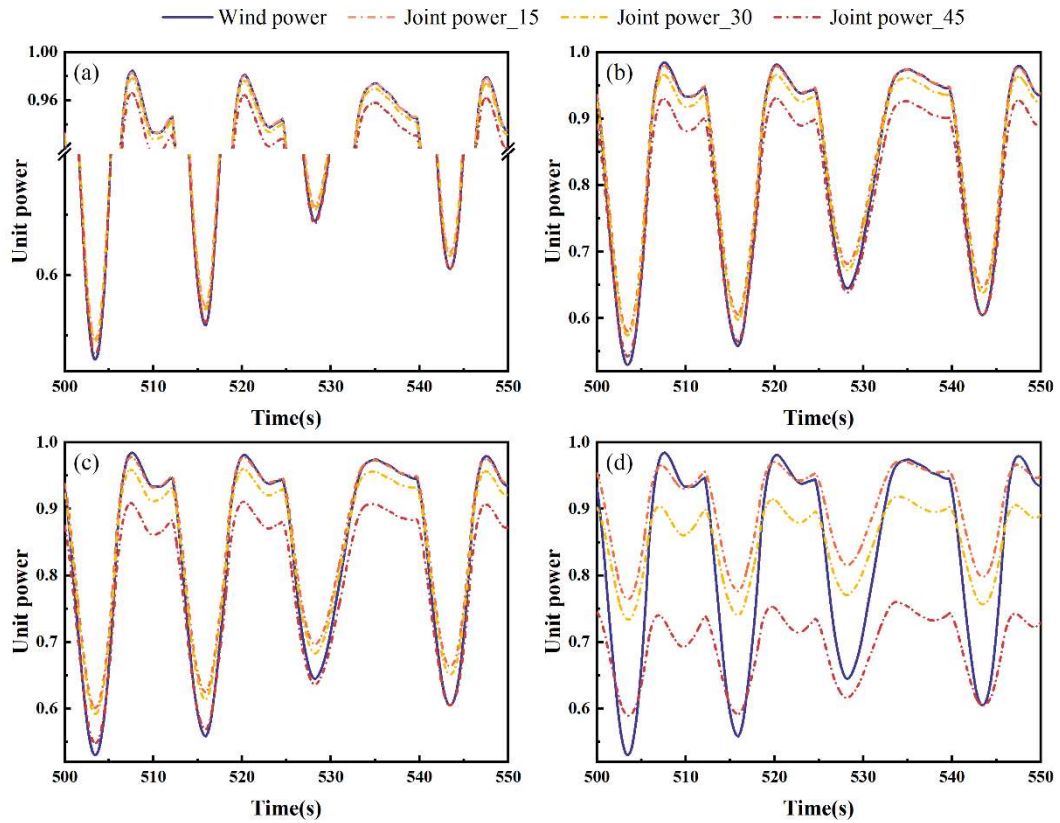 Wind power Joint power_15 Joint power_30 Joint power_45
(a)
1.00
0.96
0.6
Unit power
500 510 520 530 540 550
Time(s)
(b)
1.0
0.9
0.8
0.7
0.6
Unit power
500 510 520 530 540 550
Time(s)
(c)
1.0
0.9
0.8
0.7
0.6
Unit power
500 510 520 530 540 550
Time(s)
(d)
1.0
0.9
0.8
0.7
0.6
Unit power
500 510 520 530 540 550
Time(s)